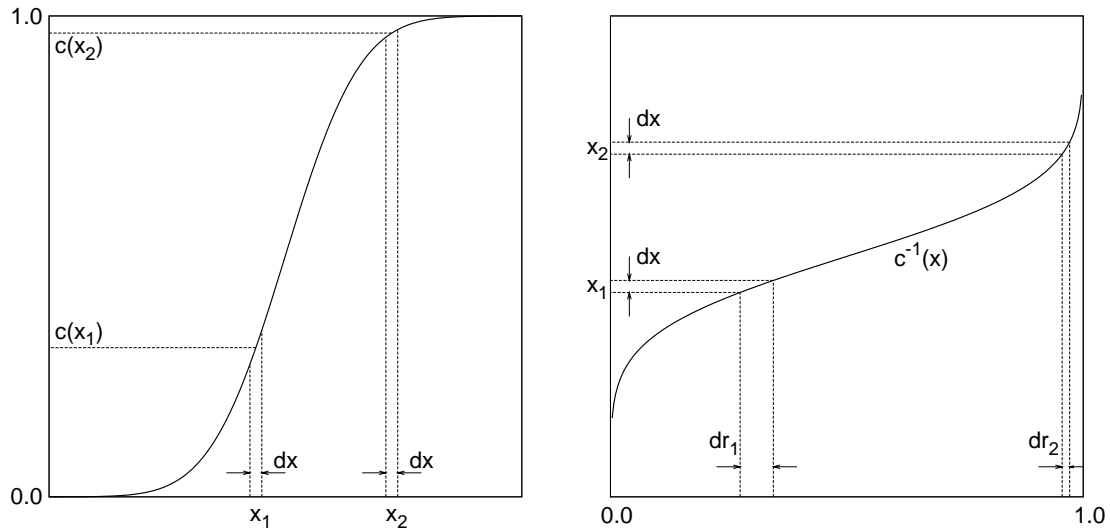 1.0
c(x₂)
c(x₁)
dx
dx
0.0
x₁
x₂
dx
x₂
dx
c⁻¹(x)
x₁
dr₁
dr₂
0.0
1.0